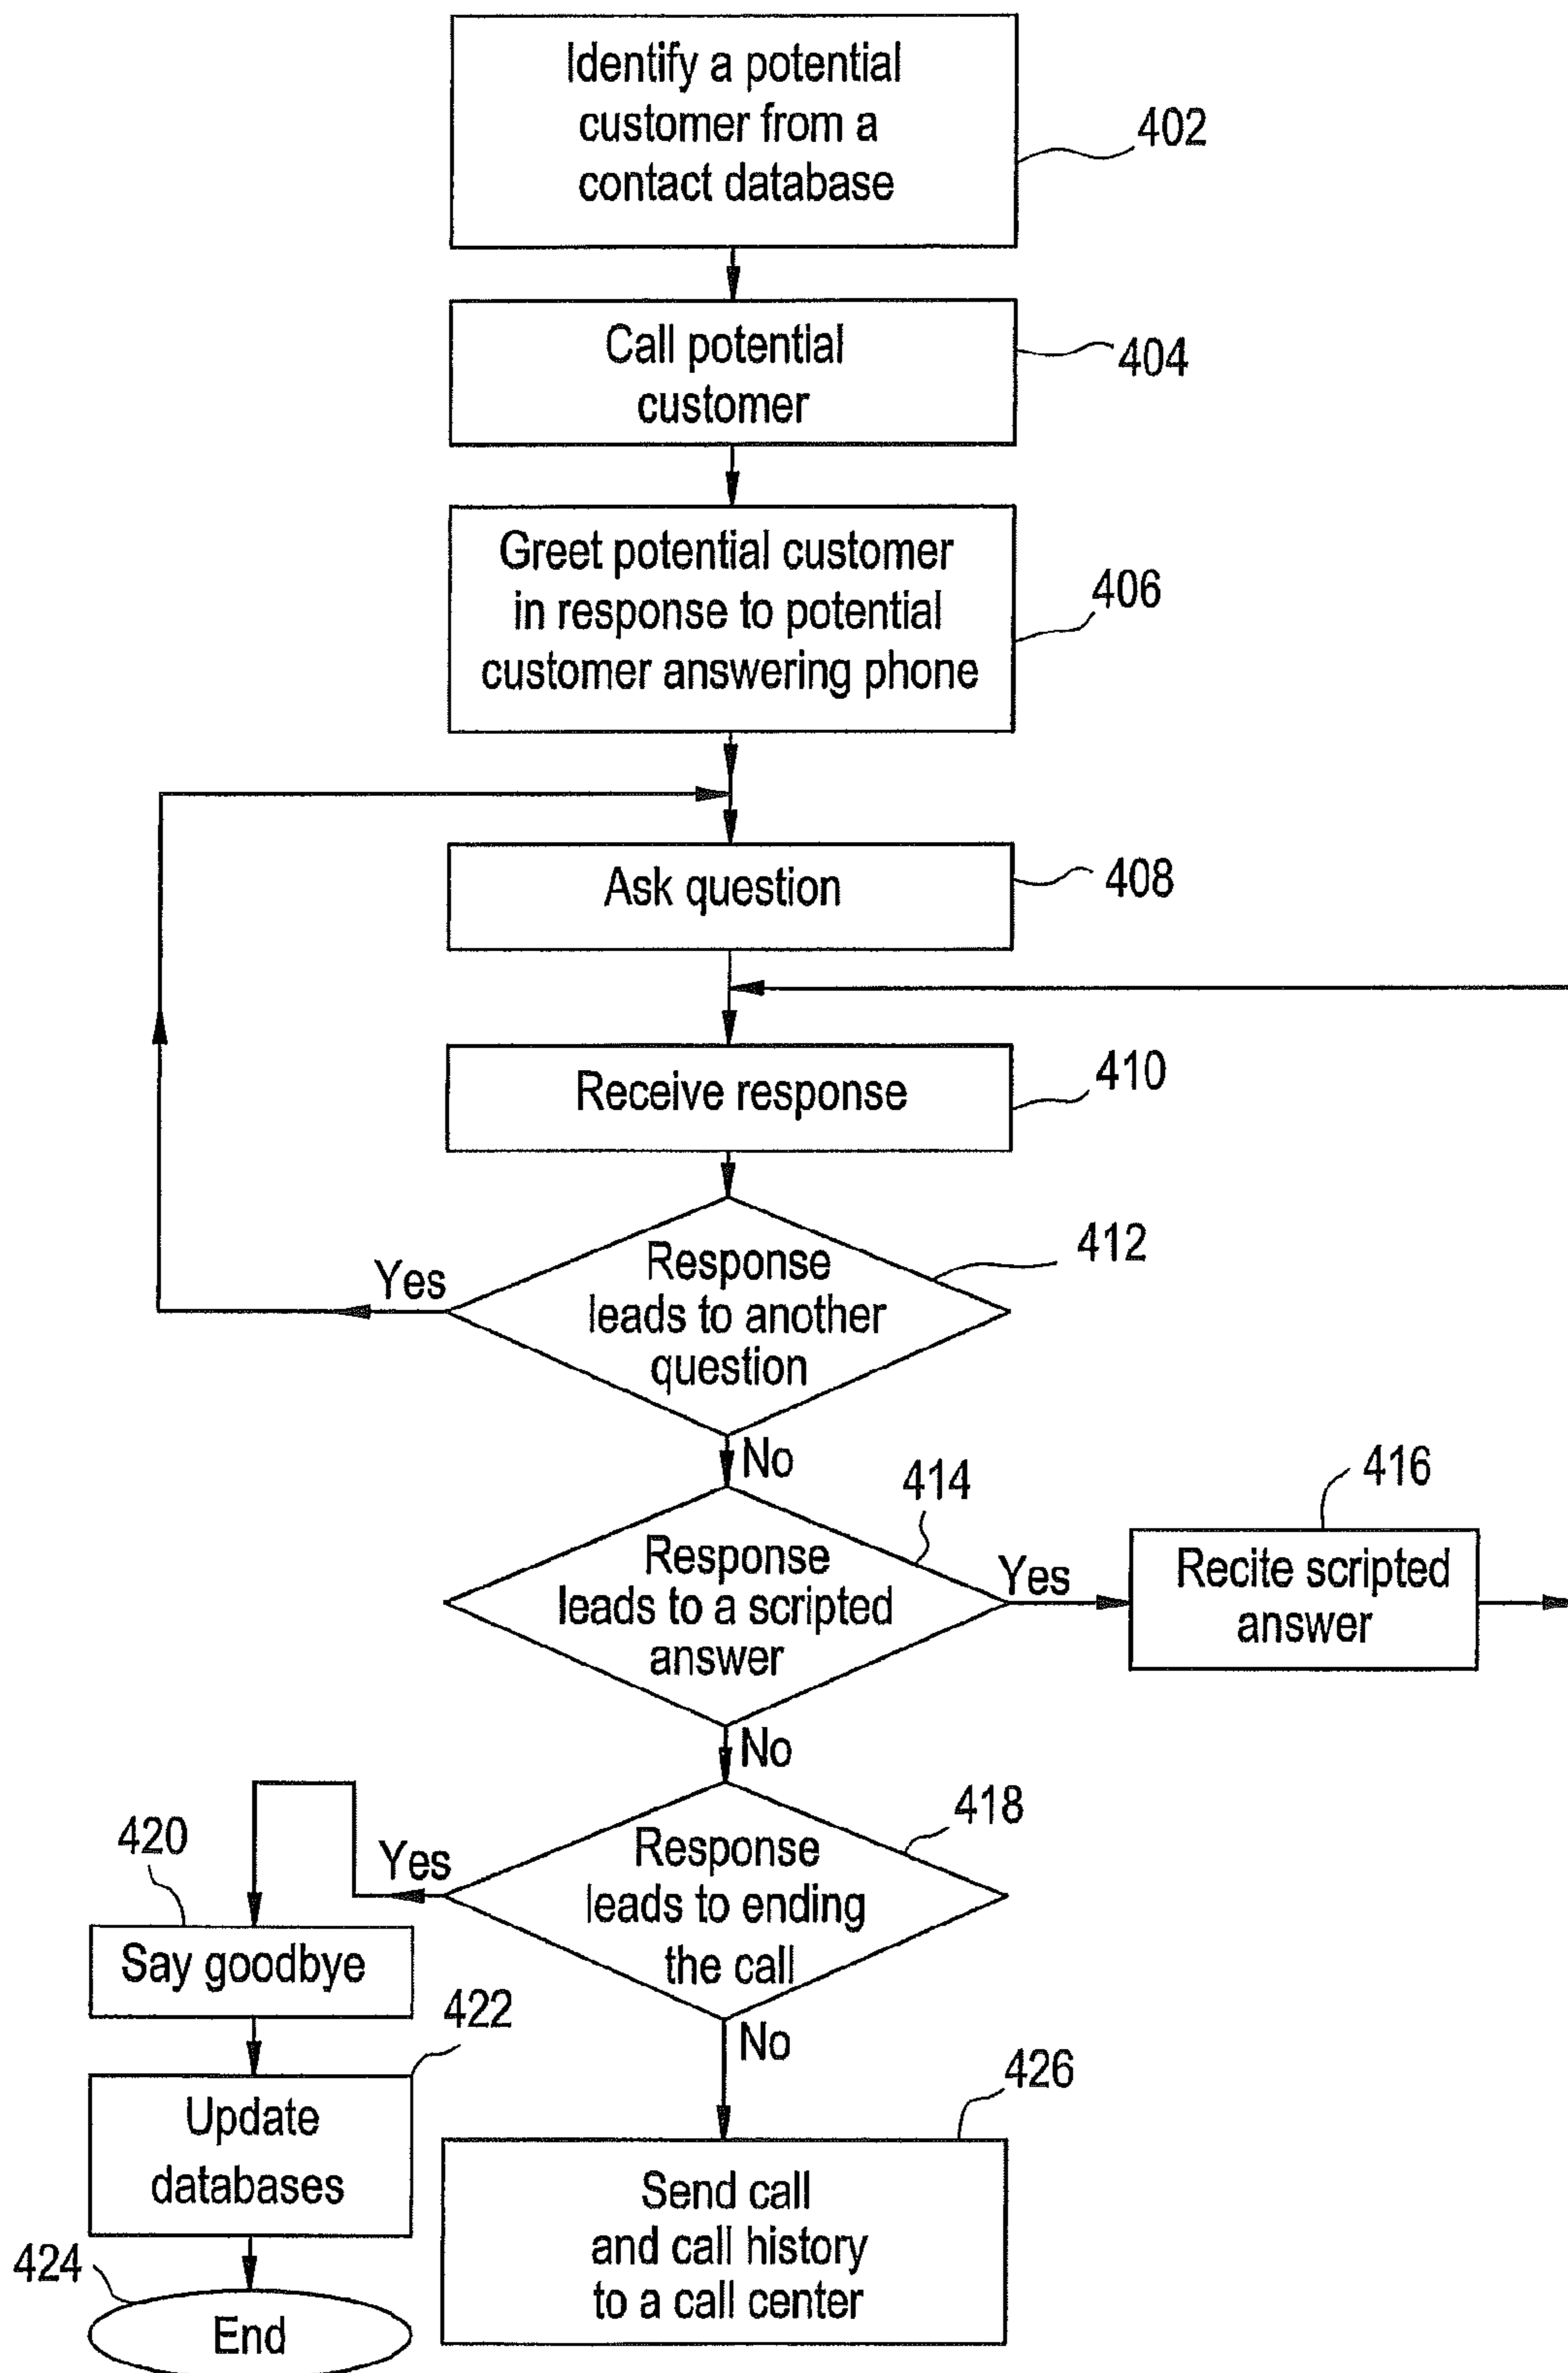 Identify a potential
customer from a
contact database
402
Call potential
customer
404
Greet potential customer
in response to potential
customer answering phone
406
Ask question
408
Receive response
410
Response
leads to another
question
412
Yes
No
Response
leads to a scripted
answer
414
Yes
Recite scripted
answer
416
No
Response
leads to ending
the call
418
Yes
420
Say goodbye
422
Update
databases
424
End
No
426
Send call
and call history
to a call center